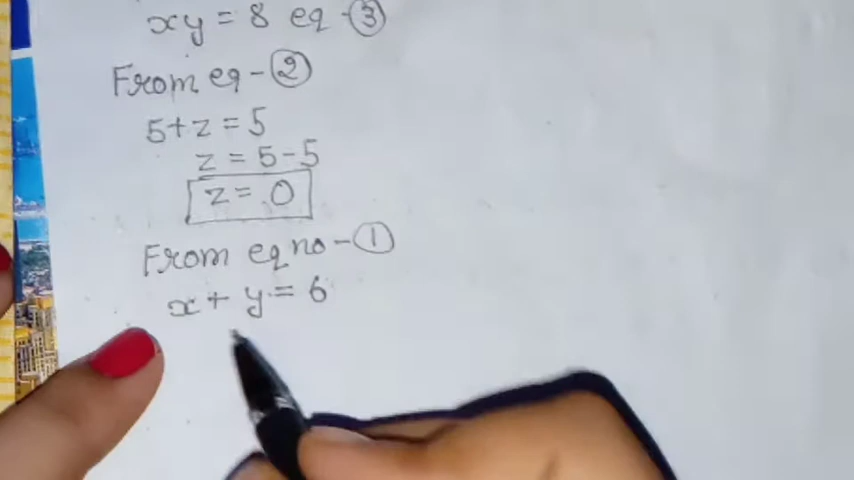 xy = 8 eq - ③
From eq - ②
5+z = 5
z = 5-5
z = 0
From eq no - ①
x + y = 6